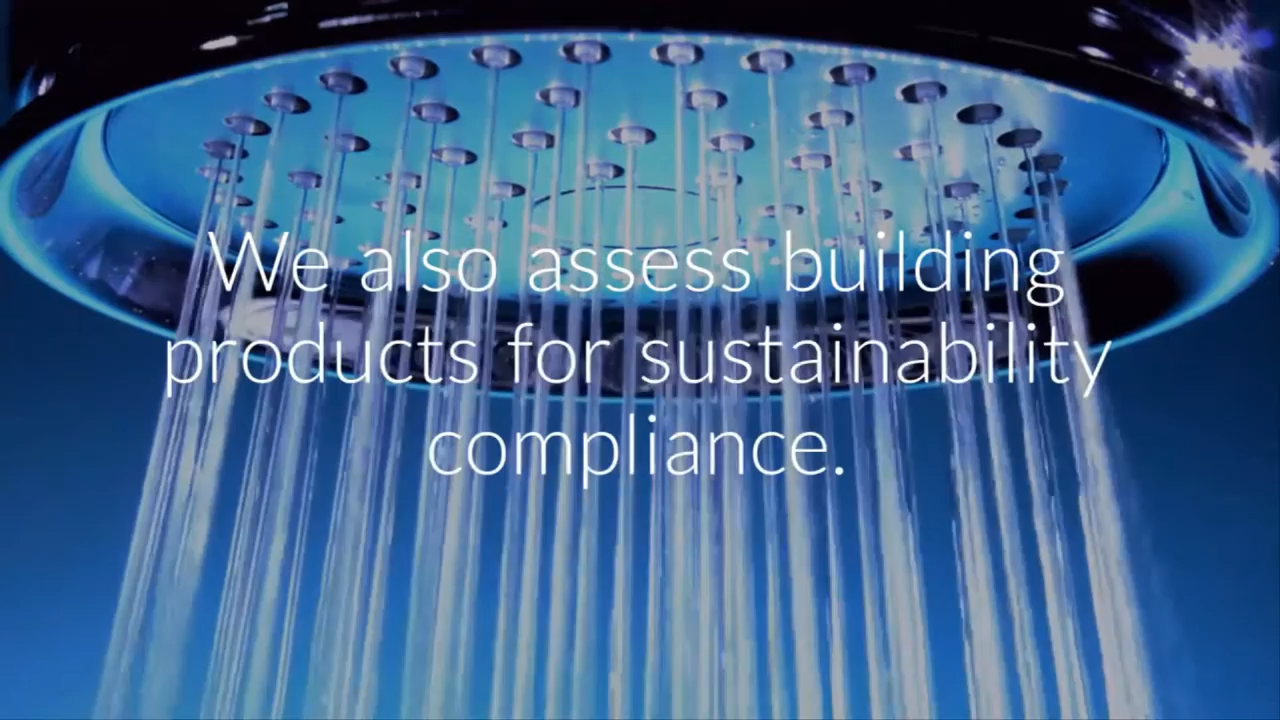 We also assess building
products for sustainability
compliance.